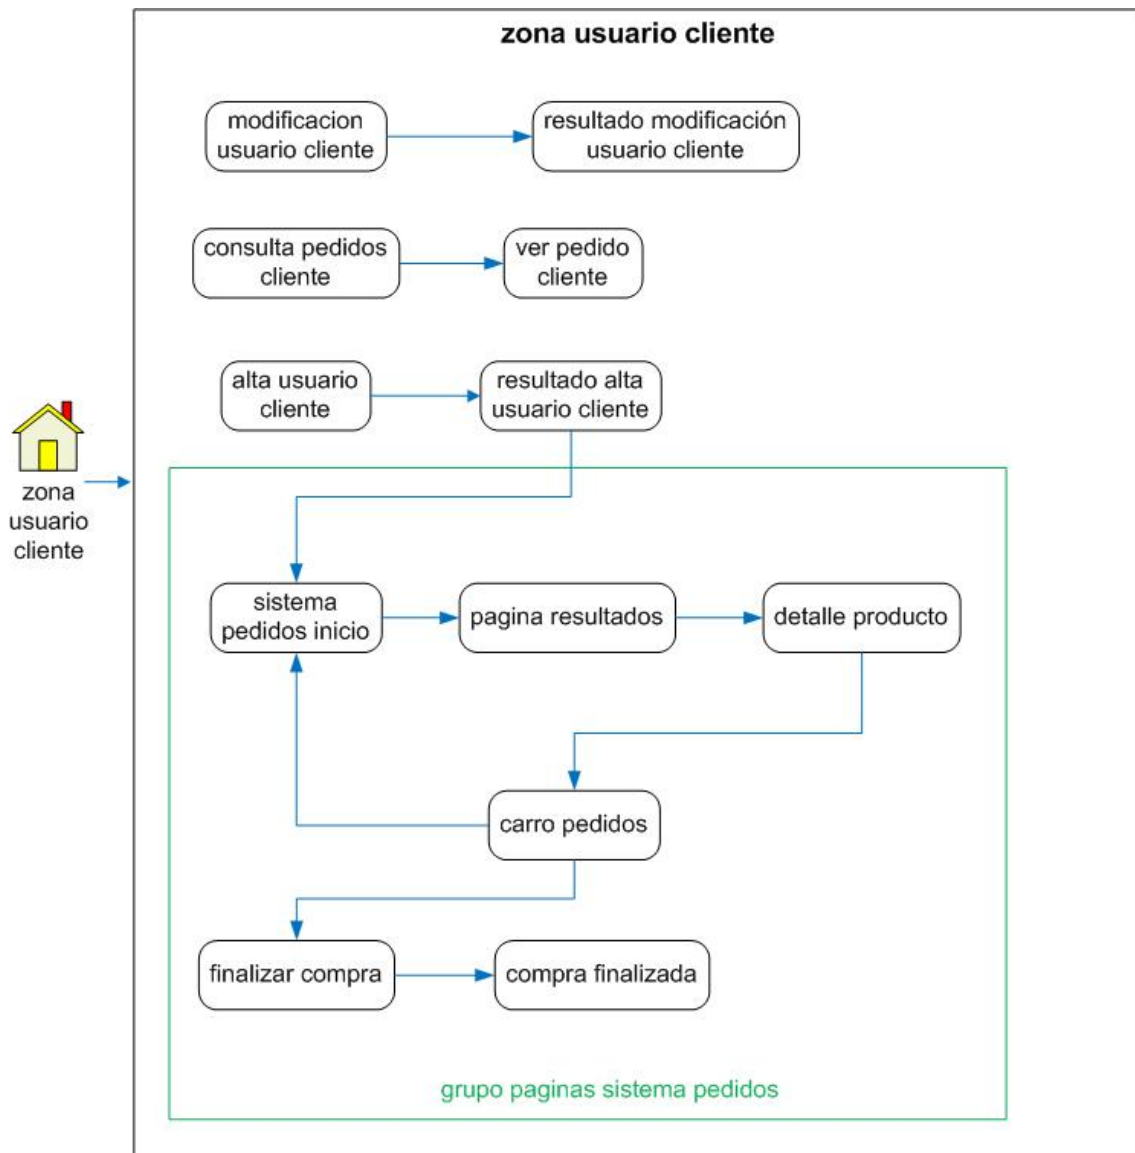 zona usuario cliente
modificacion
usuario cliente
resultado modificación
usuario cliente
consulta pedidos
cliente
ver pedido
cliente
alta usuario
cliente
resultado alta
usuario cliente
zona
usuario
cliente
sistema
pedidos inicio
pagina resultados
detalle producto
carro pedidos
finalizar compra
compra finalizada
grupo paginas sistema pedidos